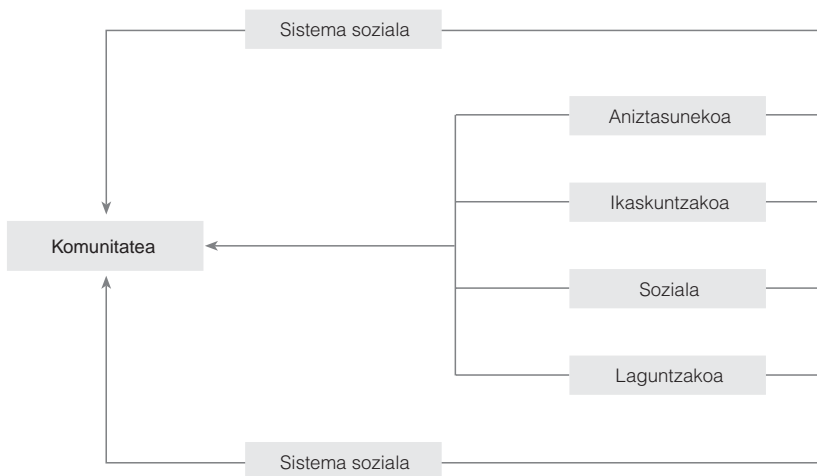 Sistema soziala
Aniztasunekoa
Ikaskuntzakoa
Komunitatea
Soziala
Laguntzakoa
Sistema soziala